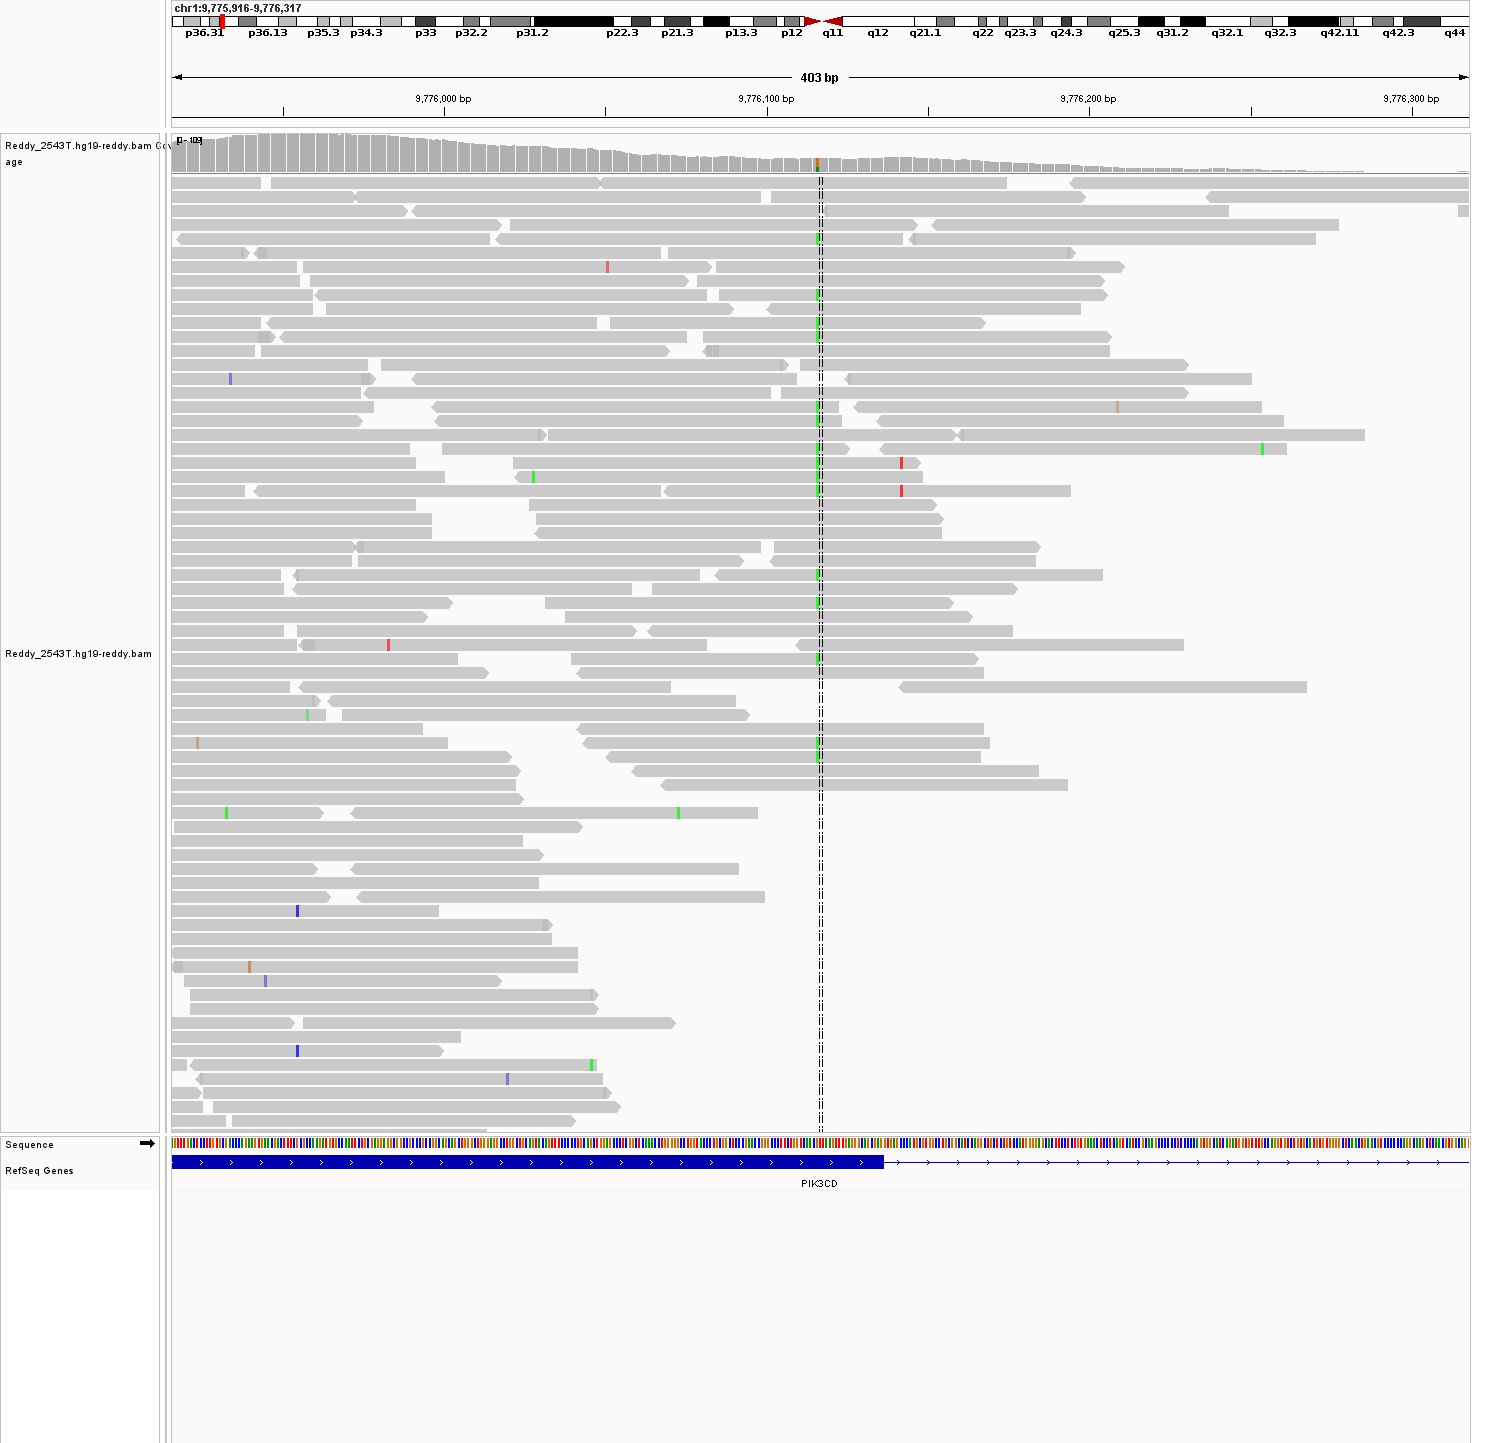 chr1:9,775,916-9,776,317
p36.31 p36.13 p35.3 p34.3 p33 p32.2 p31.2 p22.3 p21.3 p13.3 p12 q11 q12 q21.1 q22 q23.3 q24.3 q25.3 q31.2 q32.1 q32.3 q42.11 q42.3 q44
403 bp
9,776,000 bp 9,776,100 bp 9,776,200 bp 9,776,300 bp
Reddy_2543T.hg19-reddy.bam Cov
age
[0 - 109]
Reddy_2543T.hg19-reddy.bam
Sequence
RefSeq Genes
PIK3CD